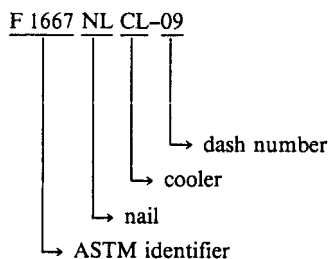 F 1667 NL CL-09
dash number
cooler
nail
ASTM identifier